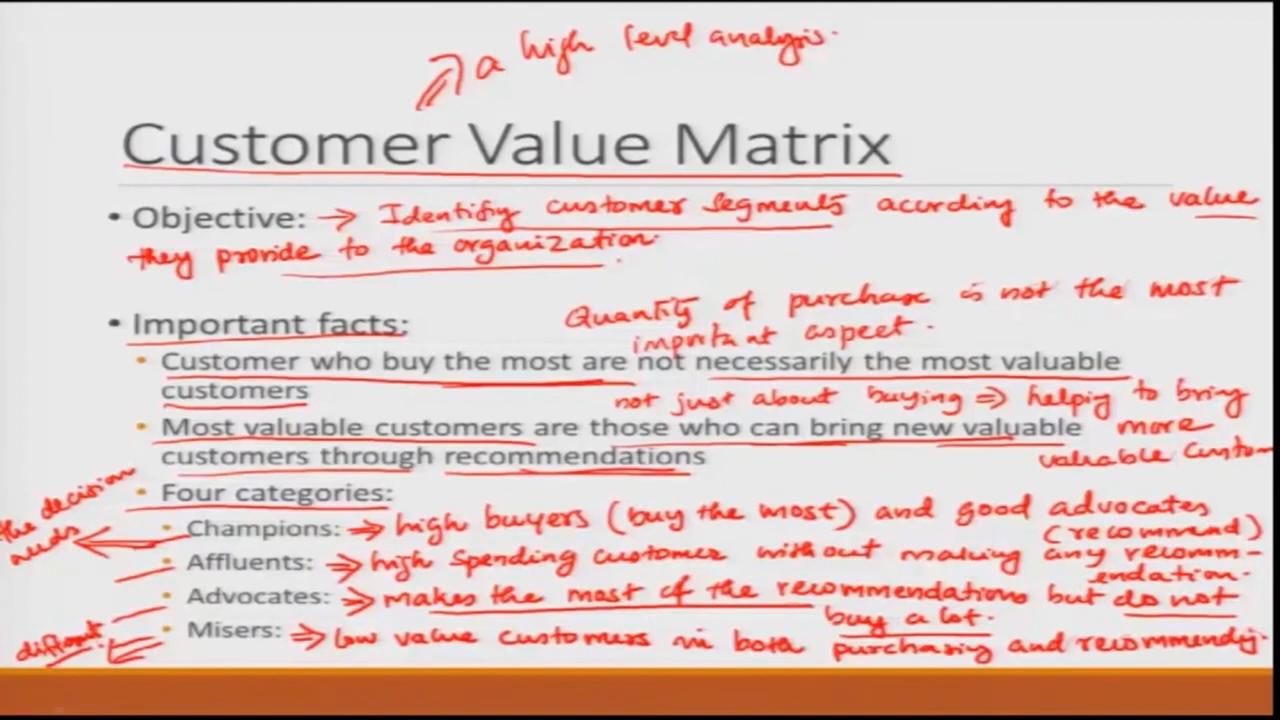 a high level analysis.
Customer Value Matrix
• Objective: → Identify customer segments according to the value
they provide to the organization.
• Important facts:
Quantity of purchase is not the most
important aspect.
• Customer who buy the most are not necessarily the most valuable
customers
not just about buying ⇒ helpig to bring
• Most valuable customers are those who can bring new valuable
more
customers through recommendations
valuable Custom
• Four categories:
the decision
needs
• Champions: ⇒ high buyers (buy the most) and good advocates
(recommend)
• Affluents: ⇒ high spending customer without making any recomm-
endation.
• Advocates: ⇒ makes the most of the recommendations but do not
buy a lot.
• Misers: ⇒ low value customers in both purchasing and recommendig.
different